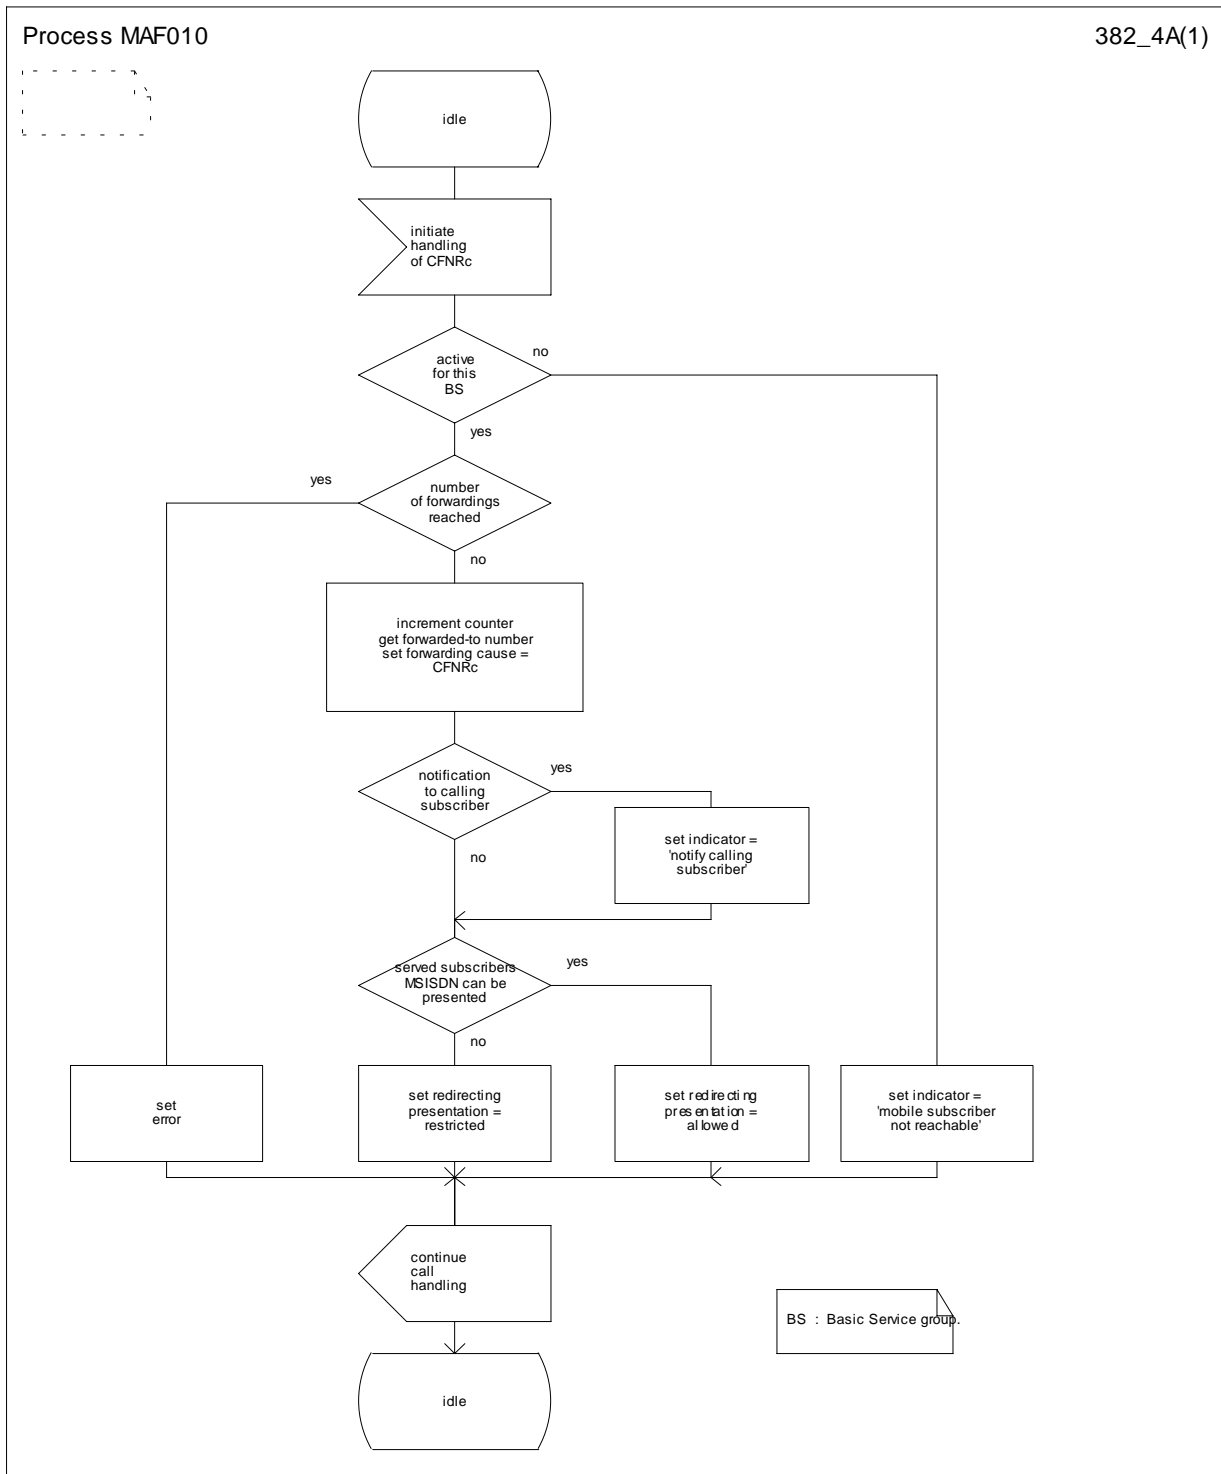 Process MAF010
382_4A(1)
idle
initiate
handling
of CFNRc
active
for this
BS
no
yes
yes
number
of forwardings
reached
no
increment counter
get forwarded-to number
set forwarding cause =
CFNRc
notification
to calling
subscriber
yes
set indicator =
'notify calling
subscriber'
no
served subscribers
MSISDN can be
presented
yes
no
set
error
set redirecting
presentation =
restricted
set redirecting
presentation =
allowed
set indicator =
'mobile subscriber
not reachable'
continue
call
handling
BS : Basic Service group.
idle